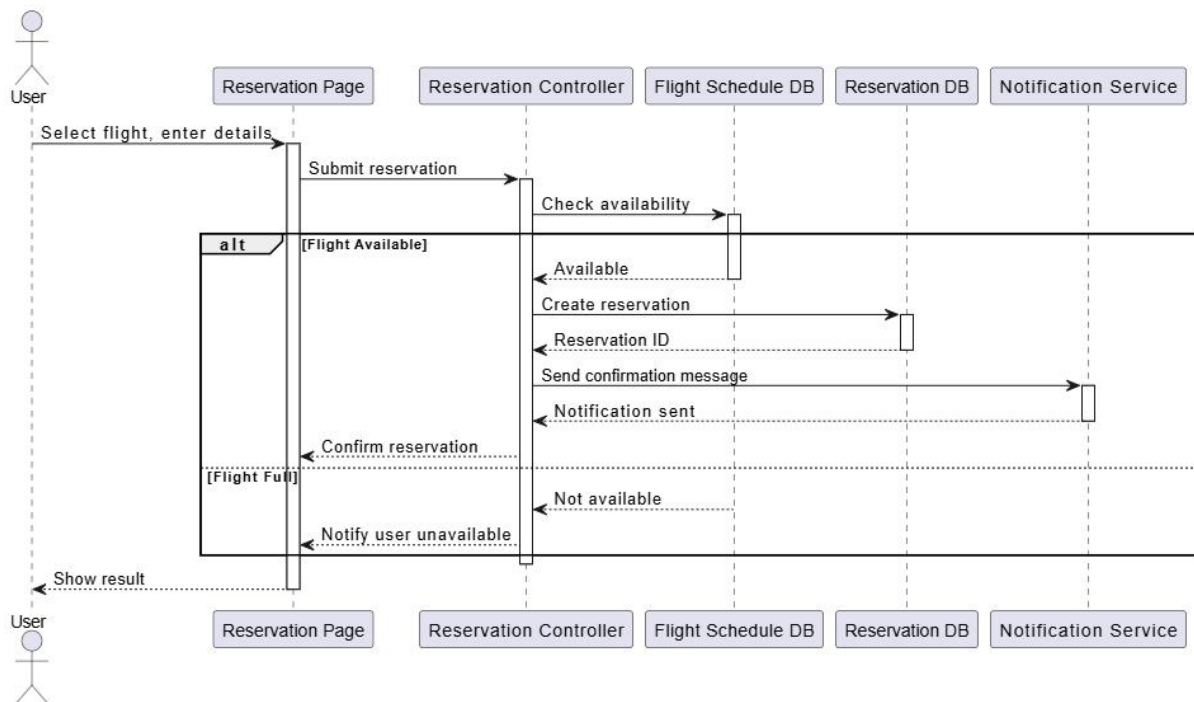 User
Reservation Page
Reservation Controller
Flight Schedule DB
Reservation DB
Notification Service
Select flight, enter details
Submit reservation
Check availability
alt
[Flight Available]
Available
Create reservation
Reservation ID
Send confirmation message
Notification sent
Confirm reservation
[Flight Full]
Not available
Notify user unavailable
Show result
User
Reservation Page
Reservation Controller
Flight Schedule DB
Reservation DB
Notification Service